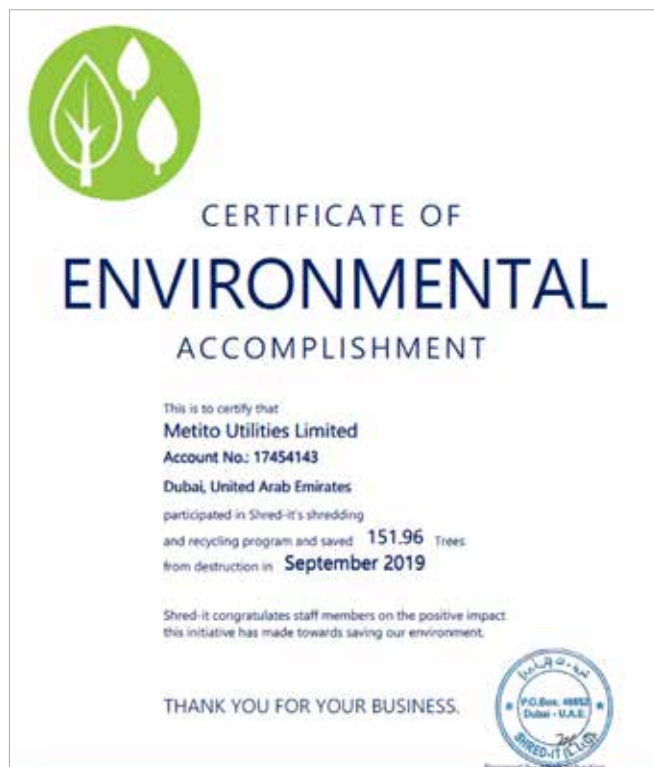 CERTIFICATE OF
ENVIRONMENTAL
ACCOMPLISHMENT
This is to certify that
Metito Utilities Limited
Account No.: 17454143
Dubai, United Arab Emirates
participated in Shred-it's shredding
and recycling program and saved 151.96 Trees
from destruction in September 2019
Shred-it congratulates staff members on the positive impact
this initiative has made towards saving our environment.
THANK YOU FOR YOUR BUSINESS.
P.O.Box:
Dubai - U.A.E.
SHRED-IT